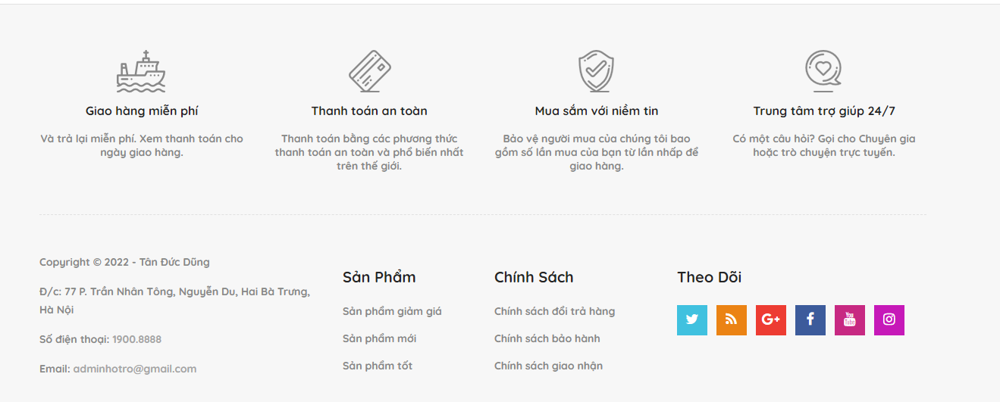 Giao hàng miễn phí
Và trả lại miễn phí. Xem thanh toán cho
ngày giao hàng.
Thanh toán an toàn
Thanh toán bằng các phương thức
thanh toán an toàn và phổ biến nhất
trên thế giới.
Mua sắm với niềm tin
Bảo vệ người mua của chúng tôi bao
gồm số lần mua của bạn từ lần nhấp để
giao hàng.
Trung tâm trợ giúp 24/7
Có một câu hỏi? Gọi cho Chuyên gia
hoặc trò chuyện trực tuyến.
Copyright © 2022 - Tân Đức Dũng
Đ/c: 77 P. Trần Nhân Tông, Nguyễn Du, Hai Bà Trưng,
Hà Nội
Số điện thoại: 1900.8888
Email: adminhotro@gmail.com
Sản Phẩm
Sản phẩm giảm giá
Sản phẩm mới
Sản phẩm tốt
Chính Sách
Chính sách đổi trả hàng
Chính sách bảo hành
Chính sách giao nhận
Theo Dõi
G+
f
You
Tube